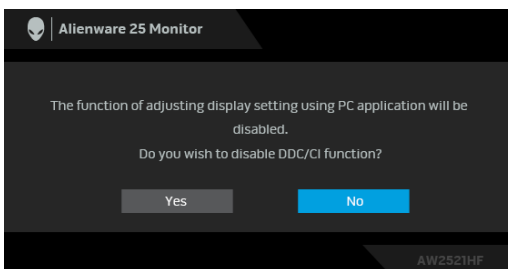 Alienware 25 Monitor
The function of adjusting display setting using PC application will be
disabled.
Do you wish to disable DDC/CI function?
Yes No
AW2521HF